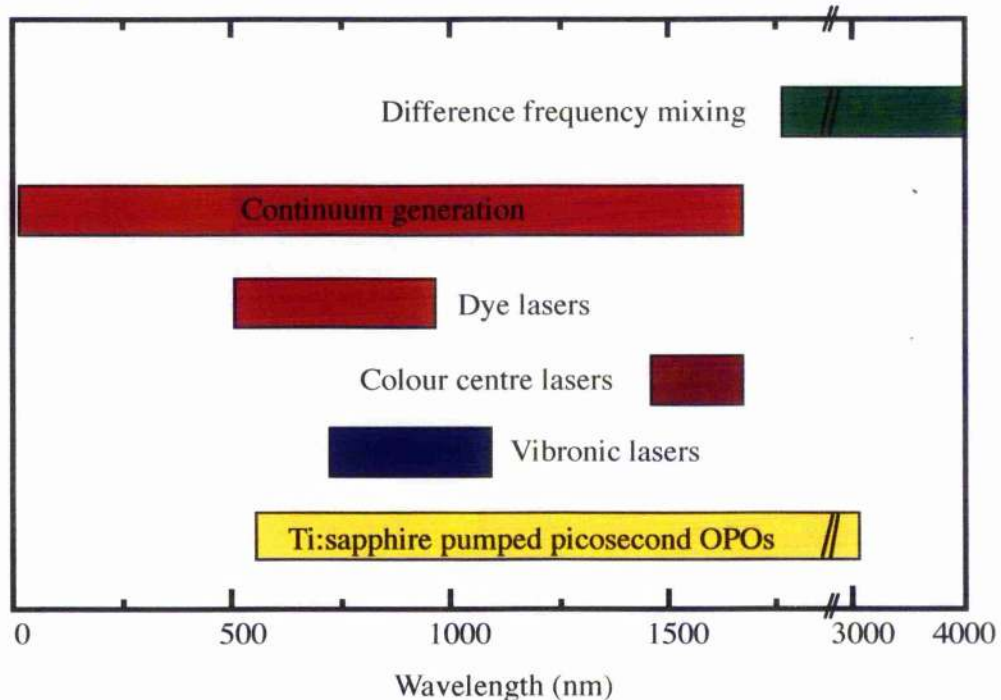 Difference frequency mixing
Continuum generation
Dye lasers
Colour centre lasers
Vibronic lasers
Ti:sapphire pumped picosecond OPOs
0 500 1000 1500 3000 4000
Wavelength (nm)